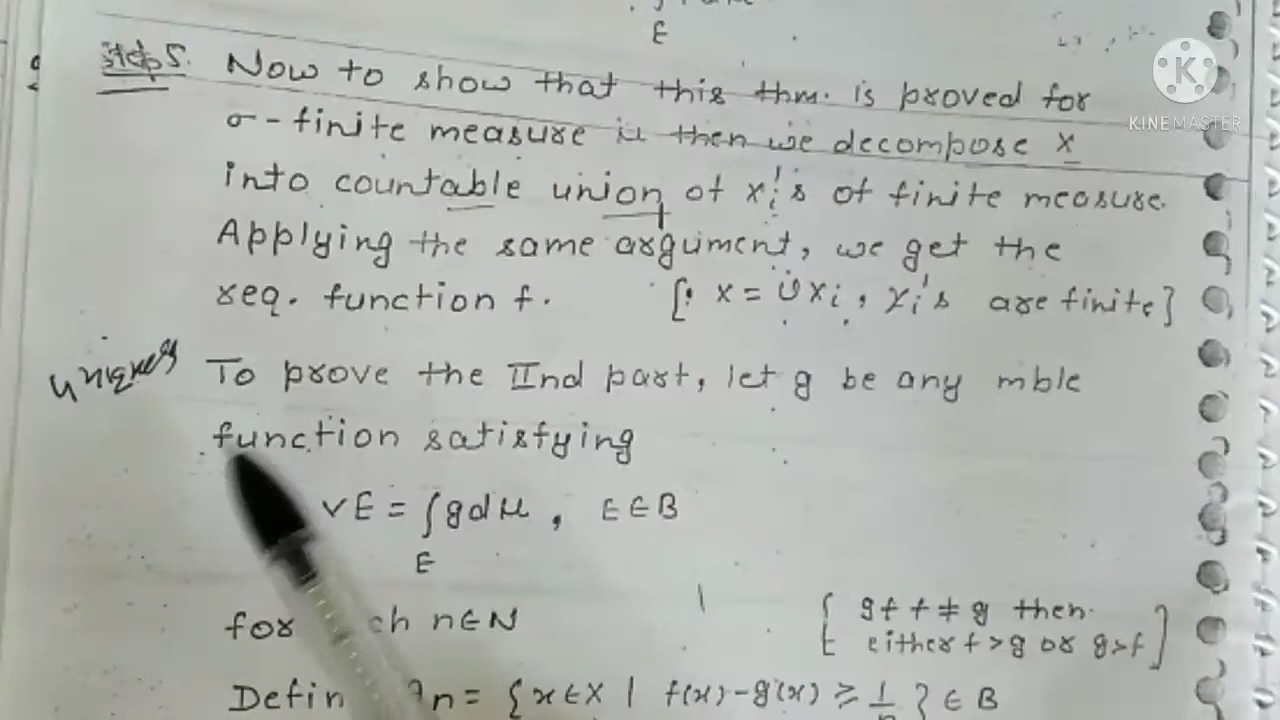 E
Step 5. Now to show that this thm. is proved for
σ-finite measure μ then we decompose X
into countable union of Xi's of finite measure.
Applying the same argument, we get the
req. function f. [∵ X = ∪Xi, Xi's are finite]
uniqness To prove the IInd part, let g be any mble
function satisfying
νE = ∫ g dμ, E∈B
E
for ch n∈N
[ gf f ≠ g then
either f > g or g > f ]
Defin n = {x∈X | f(x) - g(x) ≥ 1/n } ∈ B
KINEMASTER